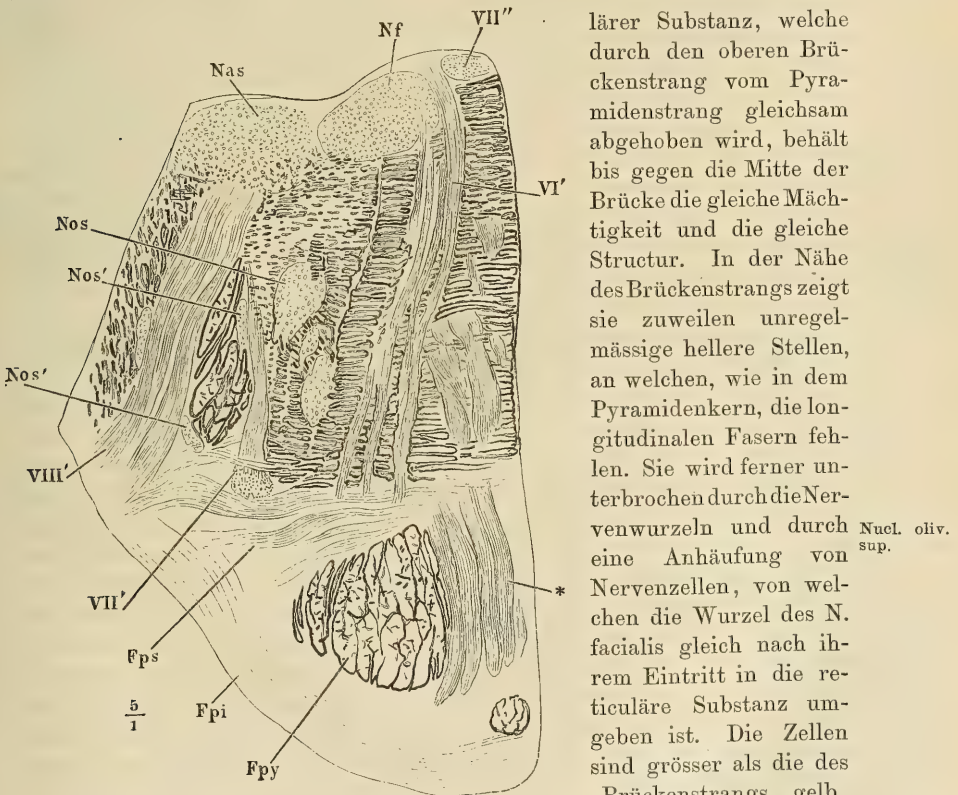 VII″
Nf
Nas
VI′
Nos
Nos′
Nos′
VIII′
VII′
*
Fps
Fpi
5
1
Fpy
lärer Substanz, welche
durch den oberen Brü-
ckenstrang vom Pyra-
midenstrang gleichsam
abgehoben wird, behält
bis gegen die Mitte der
Brücke die gleiche Mäch-
tigkeit und die gleiche
Structur. In der Nähe
des Brückenstrangs zeigt
sie zuweilen unregel-
mässige hellere Stellen,
an welchen, wie in dem
Pyramidenkern, die lon-
gitudinalen Fasern feh-
len. Sie wird ferner un-
terbrochen durch die Ner-
venwurzeln und durch
eine Anhäufung von
Nervenzellen, von wel-
chen die Wurzel des N.
facialis gleich nach ih-
rem Eintritt in die re-
ticuläre Substanz um-
geben ist. Die Zellen
sind grösser als die des
Brückenstrangs, gelb
Nucl. oliv.
sup.